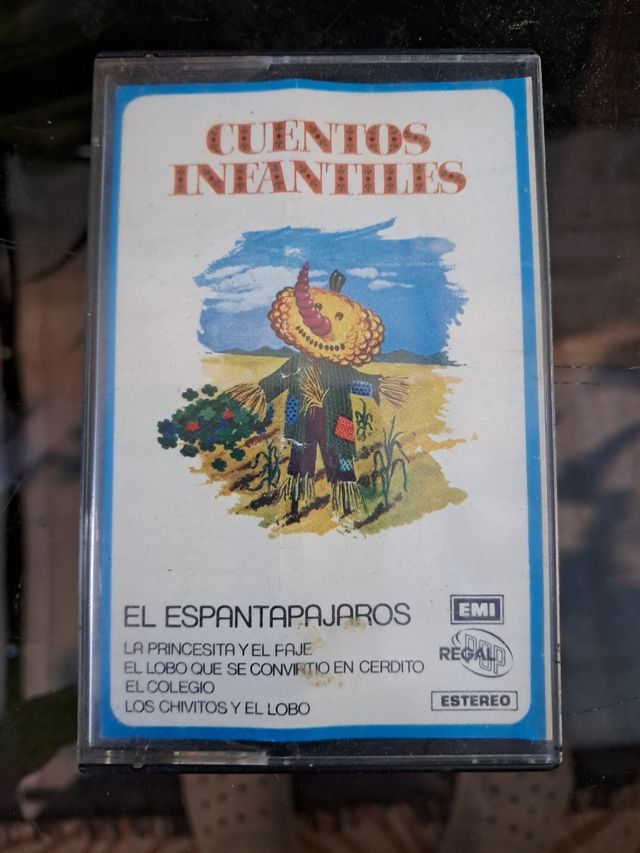 CUENTOS
INFANTILES
EL ESPANTAPAJAROS
LA PRINCESITA Y EL PAJE
EL LOBO QUE SE CONVIRTIO EN CERDITO
EL COLEGIO
LOS CHIVITOS Y EL LOBO
EMI
REGAL POP
ESTEREO